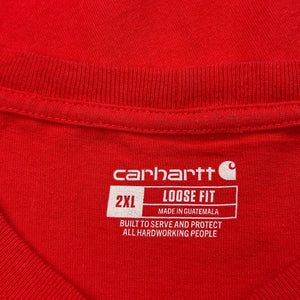 carhartt
2XL LOOSE FIT
MADE IN GUATEMALA
BUILT TO SERVE AND PROTECT
ALL HARDWORKING PEOPLE